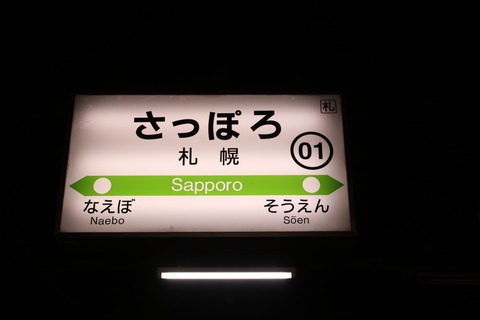 札
さっぽろ
札幌
01
Sapporo
なえぼ そうえん
Naebo Sōen